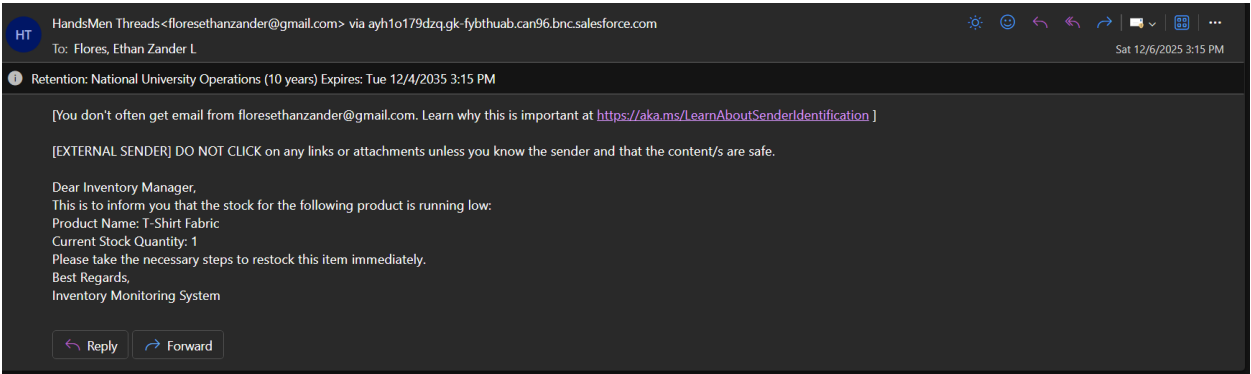 HT
HandsMen Threads<floresethanzander@gmail.com> via ayh1o179dzq.gk-fybthuab.can96.bnc.salesforce.com
To: Flores, Ethan Zander L
Sat 12/6/2025 3:15 PM
Retention: National University Operations (10 years) Expires: Tue 12/4/2035 3:15 PM
[You don't often get email from floresethanzander@gmail.com. Learn why this is important at https://aka.ms/LearnAboutSenderIdentification ]
[EXTERNAL SENDER] DO NOT CLICK on any links or attachments unless you know the sender and that the content/s are safe.
Dear Inventory Manager,
This is to inform you that the stock for the following product is running low:
Product Name: T-Shirt Fabric
Current Stock Quantity: 1
Please take the necessary steps to restock this item immediately.
Best Regards,
Inventory Monitoring System
Reply
Forward